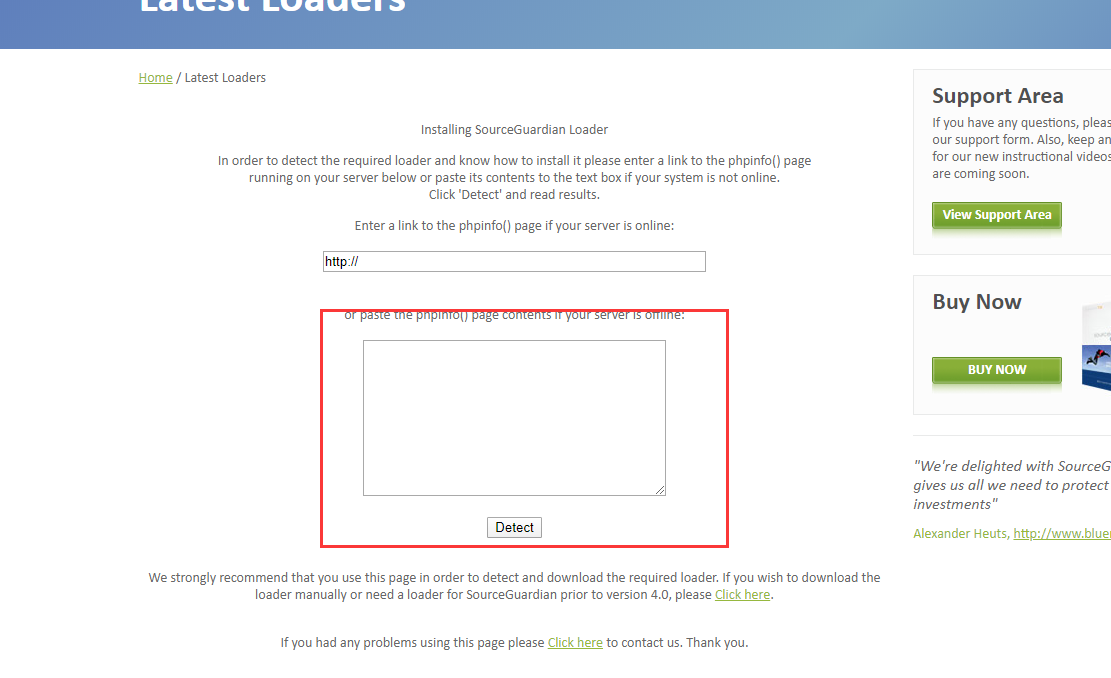 Latest Loaders
Home / Latest Loaders
Installing SourceGuardian Loader
In order to detect the required loader and know how to install it please enter a link to the phpinfo() page
running on your server below or paste its contents to the text box if your system is not online.
Click 'Detect' and read results.
Enter a link to the phpinfo() page if your server is online:
http://
or paste the phpinfo() page contents if your server is offline:
Detect
We strongly recommend that you use this page in order to detect and download the required loader. If you wish to download the
loader manually or need a loader for SourceGuardian prior to version 4.0, please Click here.
If you had any problems using this page please Click here to contact us. Thank you.
Support Area
If you have any questions, pleas
our support form. Also, keep an
for our new instructional videos
are coming soon.
View Support Area
Buy Now
BUY NOW
"We're delighted with SourceG
gives us all we need to protect
investments"
Alexander Heuts, http://www.bluer